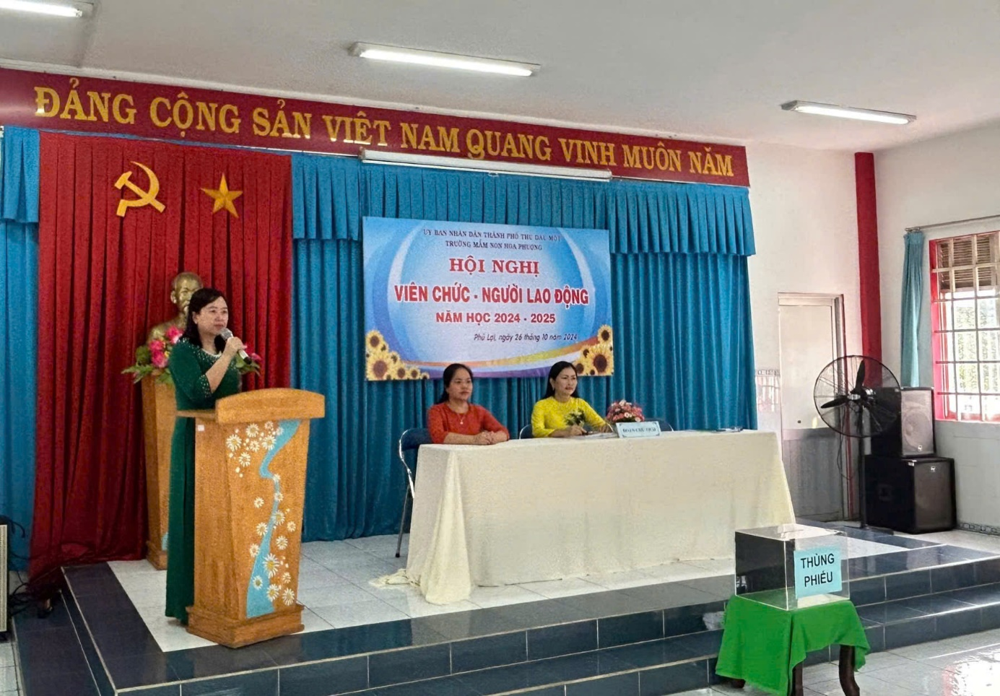 ĐẢNG CỘNG SẢN VIỆT NAM QUANG VINH MUÔN NĂM
ỦY BAN NHÂN DÂN THÀNH PHỐ THỦ DẦU MỘT
TRƯỜNG MẦM NON HOA PHƯỢNG
HỘI NGHỊ
VIÊN CHỨC - NGƯỜI LAO ĐỘNG
NĂM HỌC 2024 - 2025
Phú Lợi, ngày 26 tháng 10 năm 2024
ĐOÀN CHỦ TỊCH
THÙNG
PHIẾU